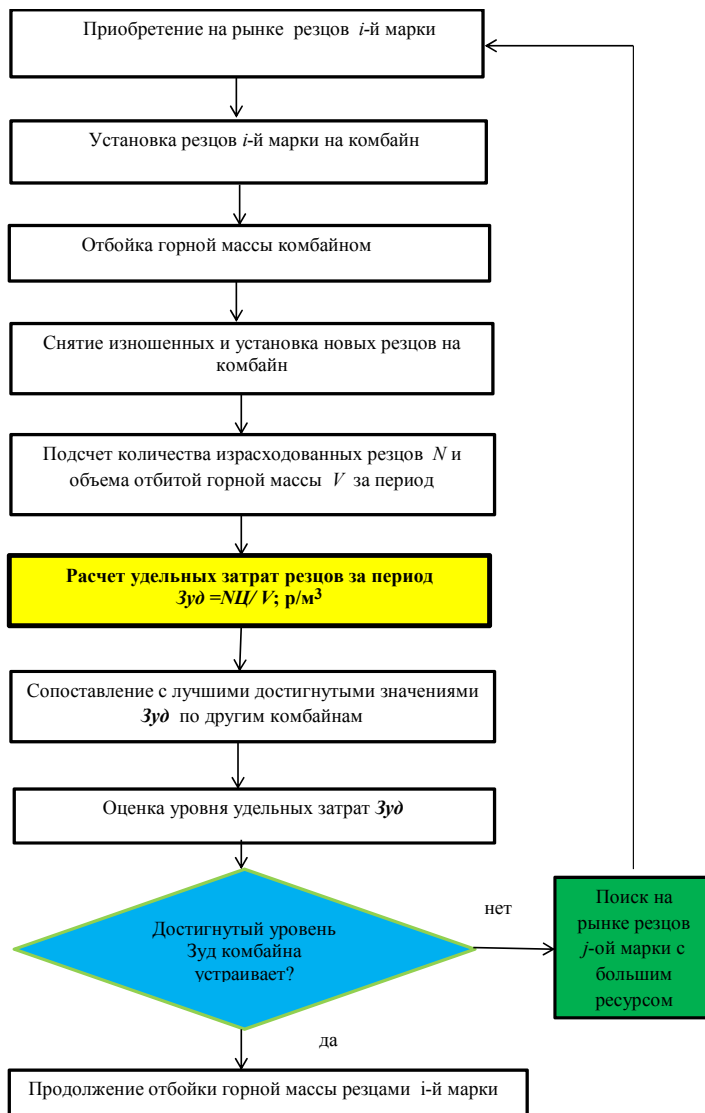 Приобретение на рынке резцов i-й марки
Установка резцов i-й марки на комбайн
Отбойка горной массы комбайном
Снятие изношенных и установка новых резцов на
комбайн
Подсчет количества израсходованных резцов N и
объема отбитой горной массы V за период
Расчет удельных затрат резцов за период
Зуд =NЦ/ V; р/м³
Сопоставление с лучшими достигнутыми значениями
Зуд по другим комбайнам
Оценка уровня удельных затрат Зуд
Достигнутый уровень
Зуд комбайна
устраивает?
нет
Поиск на
рынке резцов
j-ой марки с
большим
ресурсом
да
Продолжение отбойки горной массы резцами i-й марки